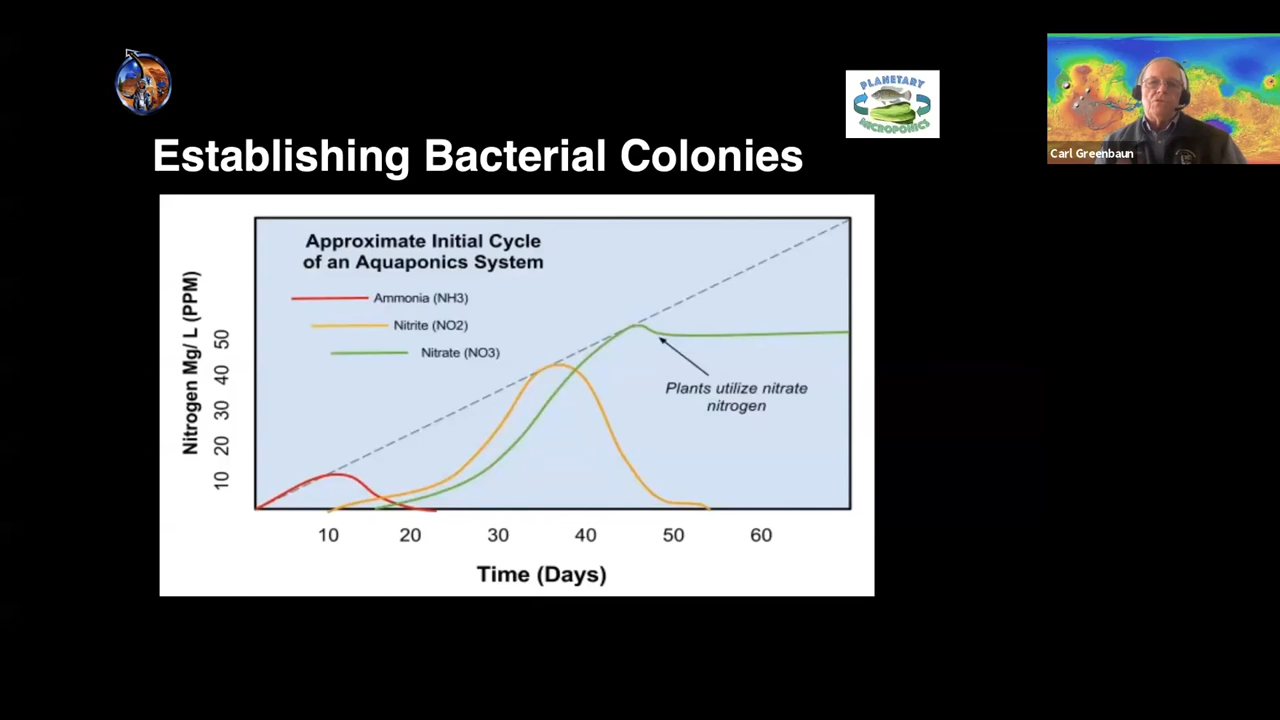 PLANETARY
MICROPONICS
Carl Greenbaun
Establishing Bacterial Colonies
Approximate Initial Cycle
of an Aquaponics System
Ammonia (NH3)
Nitrite (NO2)
Nitrate (NO3)
Nitrogen Mg/ L (PPM)
50
40
30
20
10
Plants utilize nitrate
nitrogen
10 20 30 40 50 60
Time (Days)